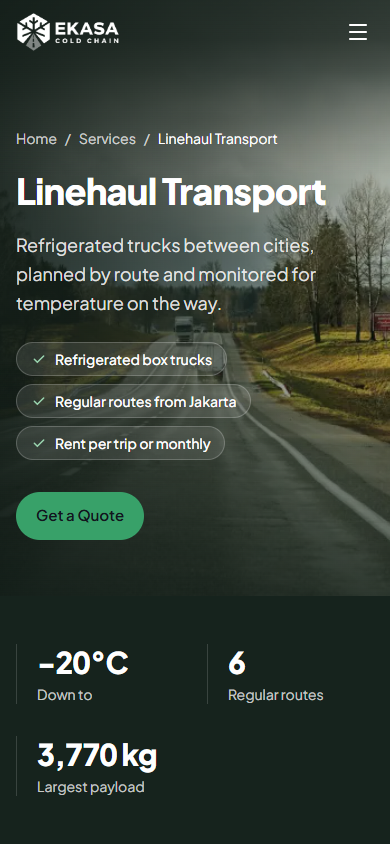 EKASA
COLD CHAIN
Home / Services / Linehaul Transport
Linehaul Transport
Refrigerated trucks between cities,
planned by route and monitored for
temperature on the way.
Refrigerated box trucks
Regular routes from Jakarta
Rent per trip or monthly
Get a Quote
−20°C
Down to
6
Regular routes
3,770 kg
Largest payload